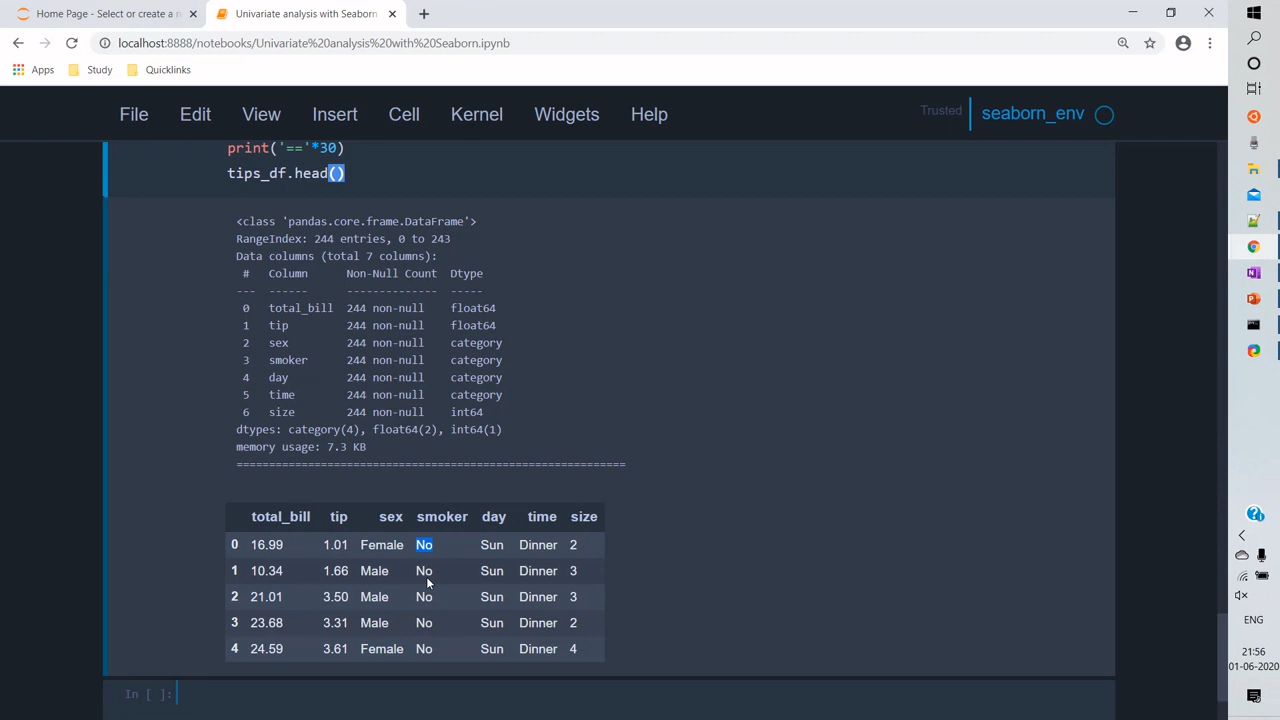 Home Page - Select or create a n
Univariate analysis with Seaborn
localhost:8888/notebooks/Univariate%20analysis%20with%20Seaborn.ipynb
Apps Study Quicklinks
File Edit View Insert Cell Kernel Widgets Help Trusted seaborn_env
print('=='*30)
tips_df.head()
<class 'pandas.core.frame.DataFrame'>
RangeIndex: 244 entries, 0 to 243
Data columns (total 7 columns):
# Column Non-Null Count Dtype
--- ------ -------------- -----
0 total_bill 244 non-null float64
1 tip 244 non-null float64
2 sex 244 non-null category
3 smoker 244 non-null category
4 day 244 non-null category
5 time 244 non-null category
6 size 244 non-null int64
dtypes: category(4), float64(2), int64(1)
memory usage: 7.3 KB
============================================================
total_bill tip sex smoker day time size
0 16.99 1.01 Female No Sun Dinner 2
1 10.34 1.66 Male No Sun Dinner 3
2 21.01 3.50 Male No Sun Dinner 3
3 23.68 3.31 Male No Sun Dinner 2
4 24.59 3.61 Female No Sun Dinner 4
In [ ]:
ENG
21:56
01-06-2020